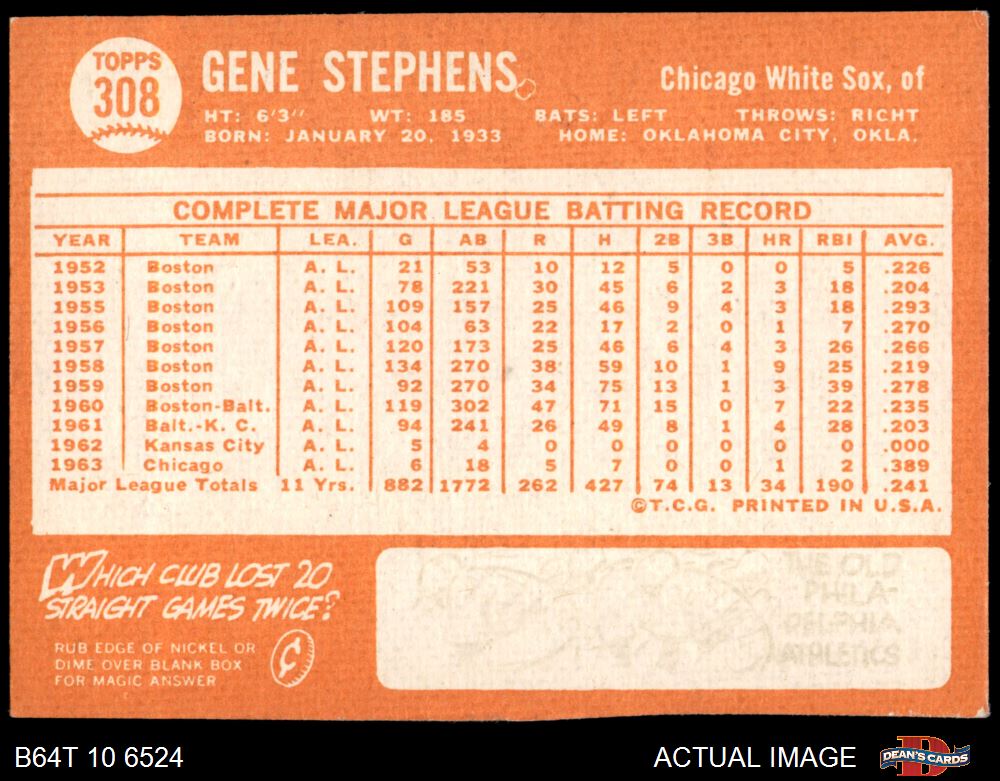 TOPPS
308
GENE STEPHENS
Chicago White Sox, of
HT: 6'3" WT: 185 BATS: LEFT THROWS: RIGHT
BORN: JANUARY 20, 1933 HOME: OKLAHOMA CITY, OKLA.
COMPLETE MAJOR LEAGUE BATTING RECORD
YEAR TEAM LEA. G AB R H 2B 3B HR RBI AVG.
1952 Boston A. L. 21 53 10 12 5 0 0 5 .226
1953 Boston A. L. 78 221 30 45 6 2 3 18 .204
1955 Boston A. L. 109 157 25 46 9 4 3 18 .293
1956 Boston A. L. 104 63 22 17 2 0 1 7 .270
1957 Boston A. L. 120 173 25 46 6 4 3 26 .266
1958 Boston A. L. 134 270 38 59 10 1 9 25 .219
1959 Boston A. L. 92 270 34 75 13 1 3 39 .278
1960 Boston-Balt. A. L. 119 302 47 71 15 0 7 22 .235
1961 Balt.-K. C. A. L. 94 241 26 49 8 1 4 28 .203
1962 Kansas City A. L. 5 4 0 0 0 0 0 0 .000
1963 Chicago A. L. 6 18 5 7 0 0 1 2 .389
Major League Totals 11 Yrs. 882 1772 262 427 74 13 34 190 .241
©T.C.G. PRINTED IN U.S.A.
WHICH CLUB LOST 20
STRAIGHT GAMES TWICE?
RUB EDGE OF NICKEL OR
DIME OVER BLANK BOX
FOR MAGIC ANSWER
¢
THE OLD
PHILA-
DELPHIA
ATHLETICS
B64T 10 6524
ACTUAL IMAGE
DEAN'S CARDS